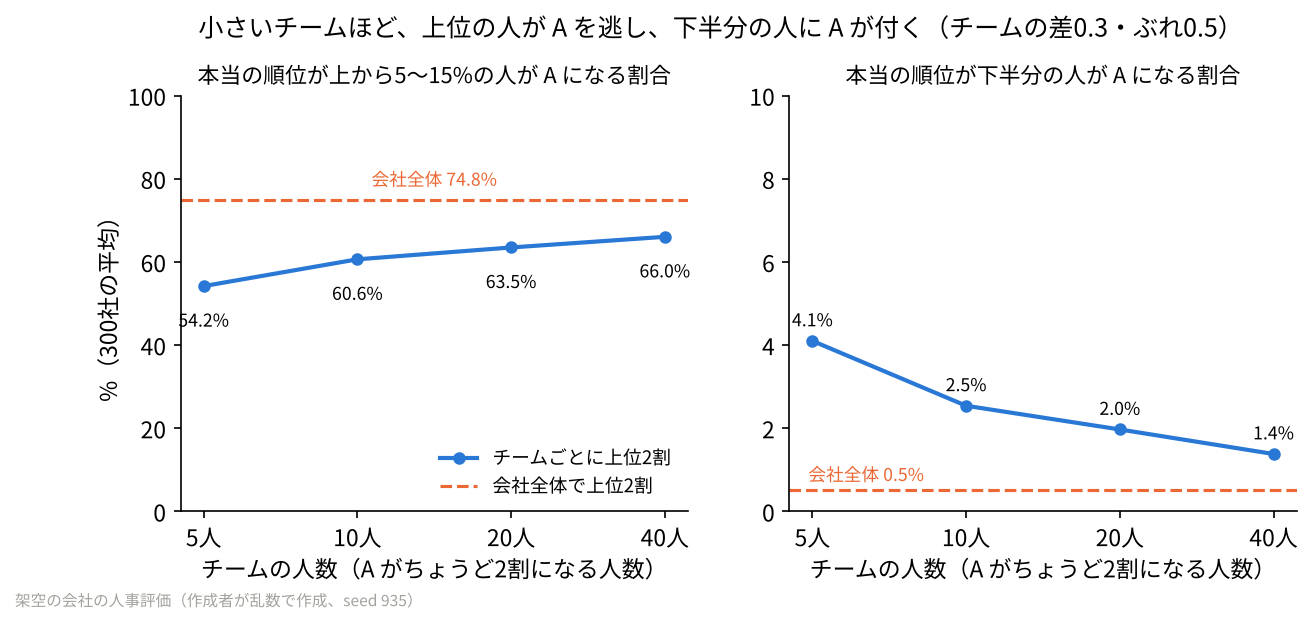 小さいチームほど、上位の人が A を逃し、下半分の人に A が付く（チームの差0.3・ぶれ0.5）
本当の順位が上から5～15%の人が A になる割合
％（300社の平均）
100
80
60
40
20
0
会社全体 74.8%
54.2%
60.6%
63.5%
66.0%
チームごとに上位2割
会社全体で上位2割
5人
10人
20人
40人
チームの人数（A がちょうど2割になる人数）
本当の順位が下半分の人が A になる割合
10
8
6
4
2
0
4.1%
2.5%
2.0%
1.4%
会社全体 0.5%
5人
10人
20人
40人
チームの人数（A がちょうど2割になる人数）
架空の会社の人事評価（作成者が乱数で作成、seed 935）